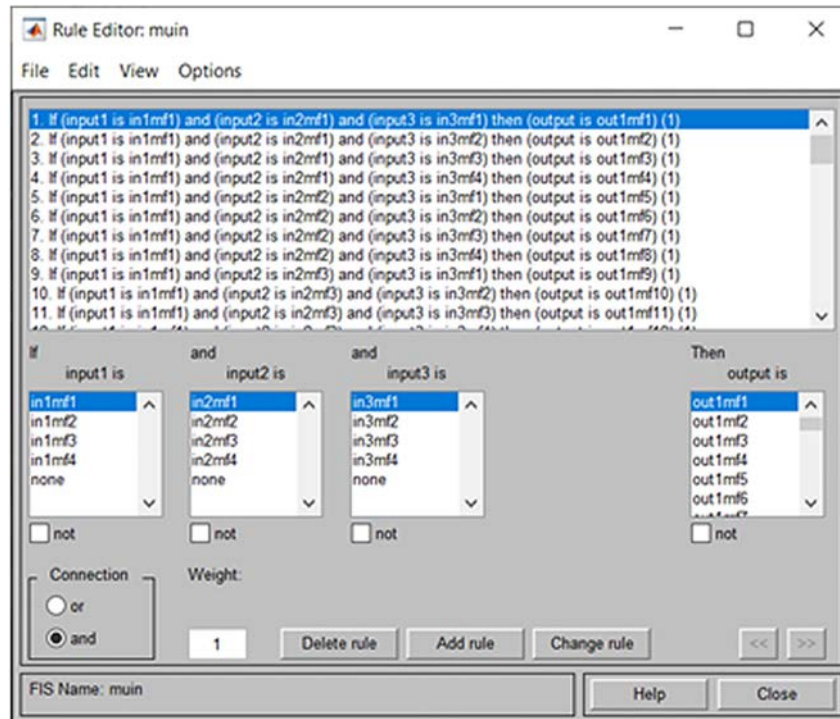 Rule Editor: muin
File Edit View Options
1. If (input1 is in1mf1) and (input2 is in2mf1) and (input3 is in3mf1) then (output is out1mf1) (1)
2. If (input1 is in1mf1) and (input2 is in2mf1) and (input3 is in3mf2) then (output is out1mf2) (1)
3. If (input1 is in1mf1) and (input2 is in2mf1) and (input3 is in3mf3) then (output is out1mf3) (1)
4. If (input1 is in1mf1) and (input2 is in2mf1) and (input3 is in3mf4) then (output is out1mf4) (1)
5. If (input1 is in1mf1) and (input2 is in2mf2) and (input3 is in3mf1) then (output is out1mf5) (1)
6. If (input1 is in1mf1) and (input2 is in2mf2) and (input3 is in3mf2) then (output is out1mf6) (1)
7. If (input1 is in1mf1) and (input2 is in2mf2) and (input3 is in3mf3) then (output is out1mf7) (1)
8. If (input1 is in1mf1) and (input2 is in2mf2) and (input3 is in3mf4) then (output is out1mf8) (1)
9. If (input1 is in1mf1) and (input2 is in2mf3) and (input3 is in3mf1) then (output is out1mf9) (1)
10. If (input1 is in1mf1) and (input2 is in2mf3) and (input3 is in3mf2) then (output is out1mf10) (1)
11. If (input1 is in1mf1) and (input2 is in2mf3) and (input3 is in3mf3) then (output is out1mf11) (1)
If and and Then
input1 is input2 is input3 is output is
in1mf1 in2mf1 in3mf1 out1mf1
in1mf2 in2mf2 in3mf2 out1mf2
in1mf3 in2mf3 in3mf3 out1mf3
in1mf4 in2mf4 in3mf4 out1mf4
none none none out1mf5
out1mf6
not not not not
Connection Weight:
or
and 1 Delete rule Add rule Change rule << >>
FIS Name: muin Help Close